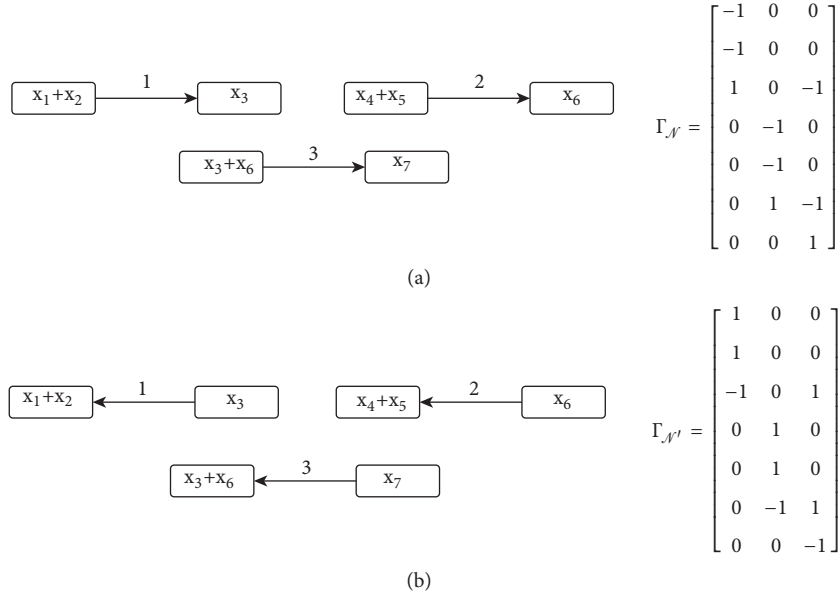 x₁+x₂ 1 x₃ x₄+x₅ 2 x₆
x₃+x₆ 3 x₇
Γ𝒩 =
−1 0 0
−1 0 0
1 0 −1
0 −1 0
0 −1 0
0 1 −1
0 0 1
(a)
x₁+x₂ 1 x₃ x₄+x₅ 2 x₆
x₃+x₆ 3 x₇
Γ𝒩′ =
1 0 0
1 0 0
−1 0 1
0 1 0
0 1 0
0 −1 1
0 0 −1
(b)